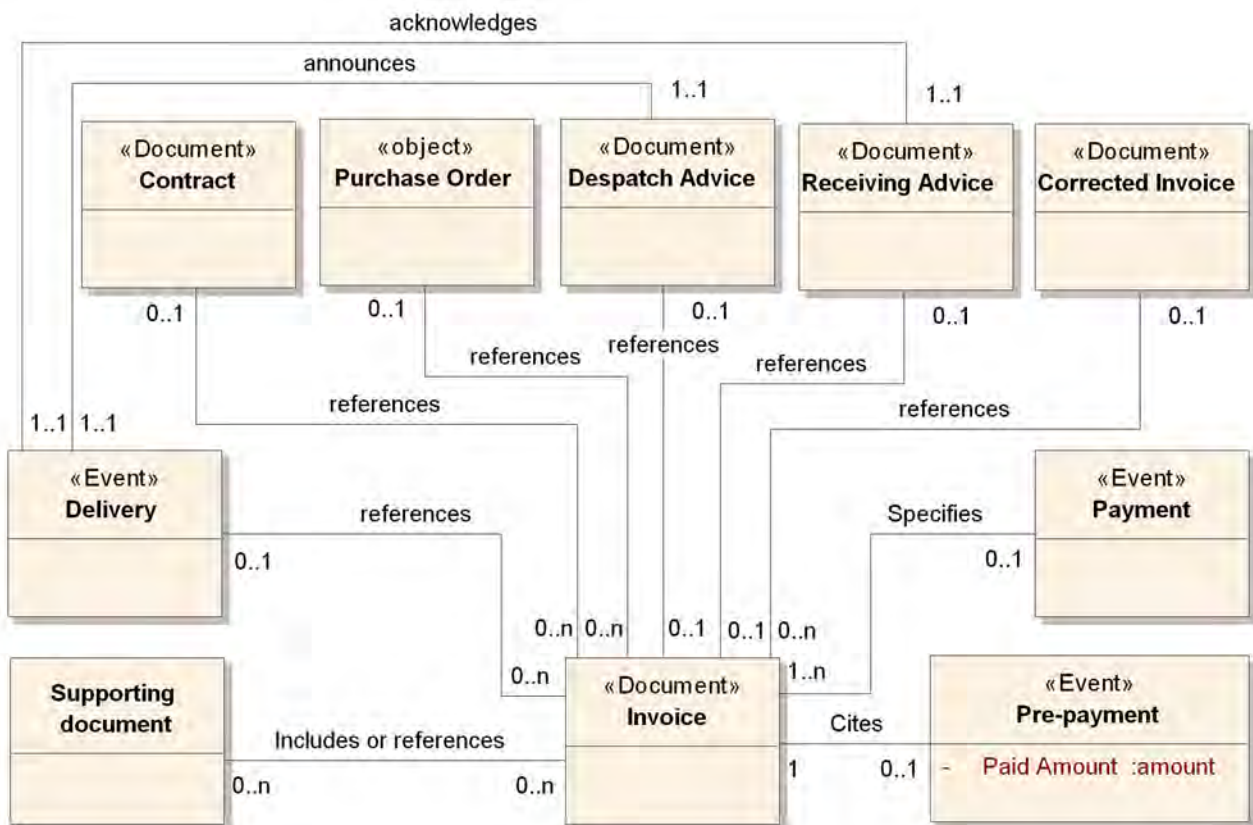 acknowledges
announces
1..1
1..1
«Document»
Contract
«object»
Purchase Order
«Document»
Despatch Advice
«Document»
Receiving Advice
«Document»
Corrected Invoice
0..1
0..1
0..1
0..1
0..1
references
references
references
references
references
1..1
1..1
«Event»
Delivery
references
0..1
Specifies
0..1
«Event»
Payment
0..n
0..n
0..1
0..1
0..n
0..n
1..n
Supporting
document
Includes or references
0..n
0..n
«Document»
Invoice
Cites
1
0..1
«Event»
Pre-payment
- Paid Amount :amount